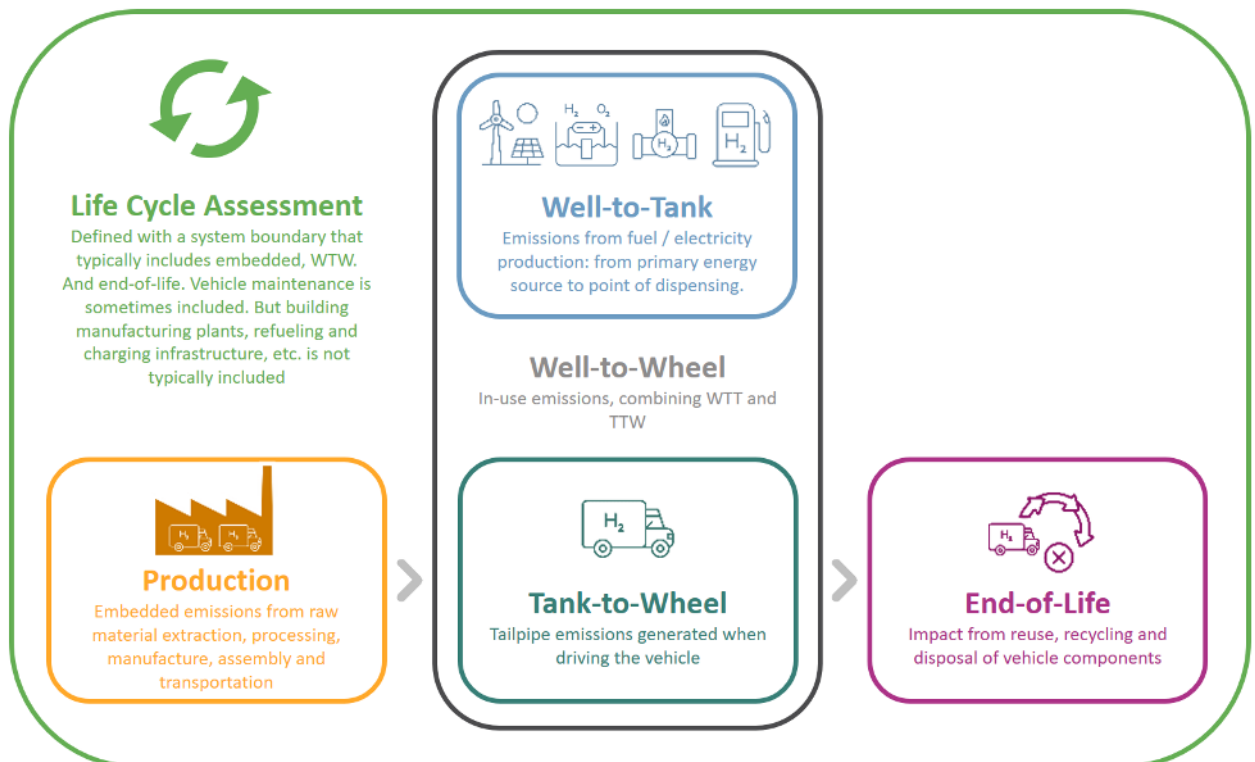 Life Cycle Assessment
Defined with a system boundary that
typically includes embedded, WTW.
And end-of-life. Vehicle maintenance is
sometimes included. But building
manufacturing plants, refueling and
charging infrastructure, etc. is not
typically included
H₂ O₂
H₂
H₂
Well-to-Tank
Emissions from fuel / electricity
production: from primary energy
source to point of dispensing.
Well-to-Wheel
In-use emissions, combining WTT and
TTW
H₂ H₂
Production
Embedded emissions from raw
material extraction, processing,
manufacture, assembly and
transportation
H₂
Tank-to-Wheel
Tailpipe emissions generated when
driving the vehicle
H₂
End-of-Life
Impact from reuse, recycling and
disposal of vehicle components